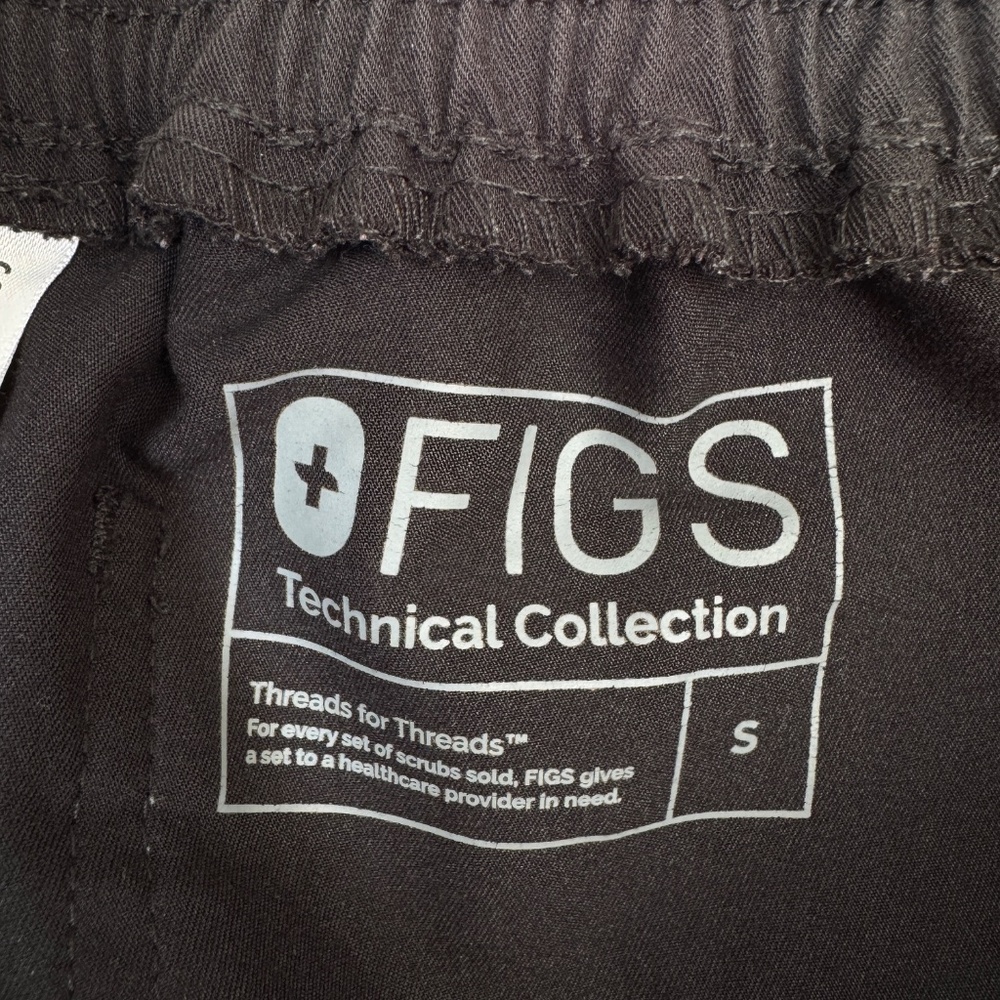 FIGS
Technical Collection
Threads for Threads™
For every set of scrubs sold, FIGS gives
a set to a healthcare provider in need.
S